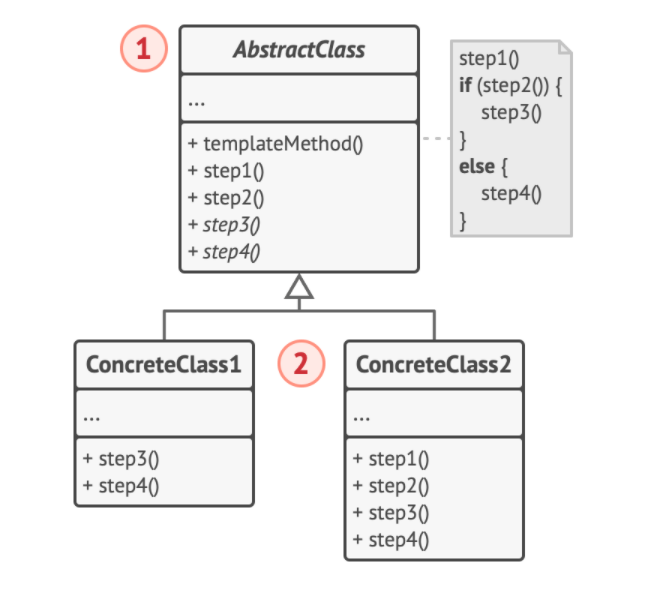 1
AbstractClass
...
+ templateMethod()
+ step1()
+ step2()
+ step3()
+ step4()
step1()
if (step2()) {
step3()
}
else {
step4()
}
2
ConcreteClass1
...
+ step3()
+ step4()
ConcreteClass2
...
+ step1()
+ step2()
+ step3()
+ step4()